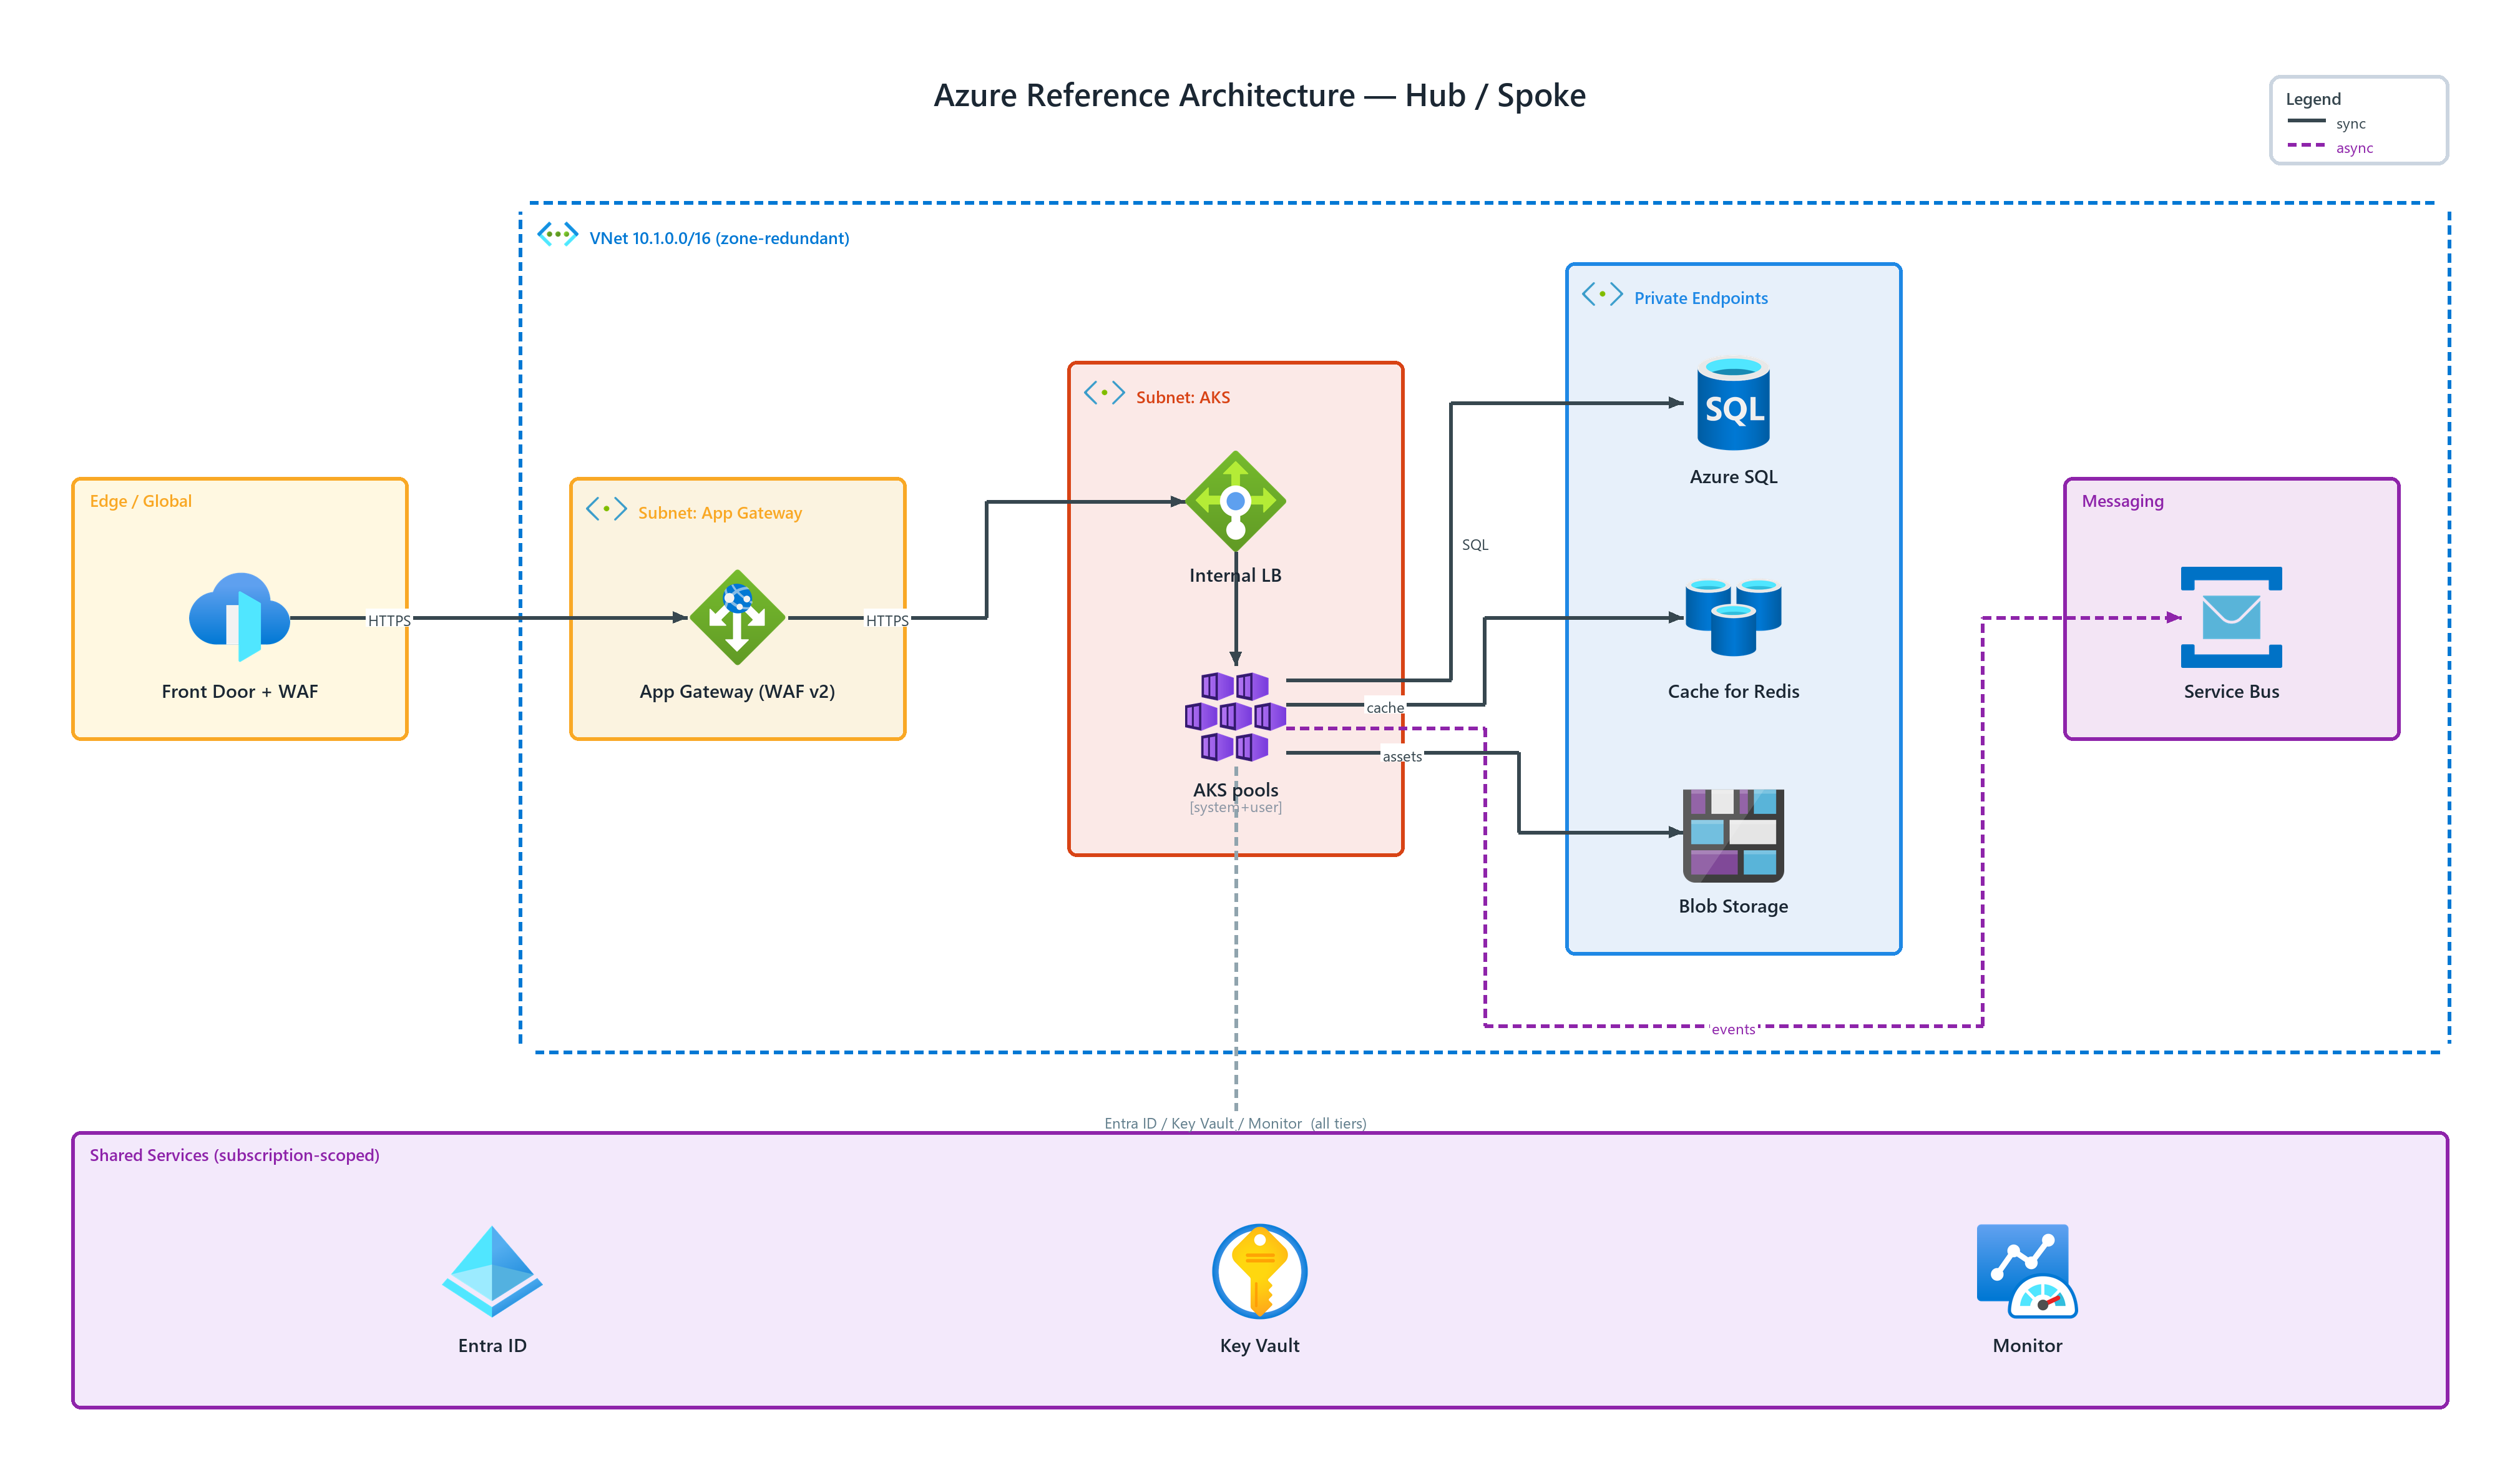 Azure Reference Architecture — Hub / Spoke
Legend
sync
async
VNet 10.1.0.0/16 (zone-redundant)
Private Endpoints
Subnet: AKS
SQL
Azure SQL
Edge / Global
Subnet: App Gateway
Messaging
SQL
Internal LB
HTTPS
HTTPS
Front Door + WAF
App Gateway (WAF v2)
Cache for Redis
Service Bus
cache
assets
AKS pools
[system+user]
Blob Storage
events
Entra ID / Key Vault / Monitor (all tiers)
Shared Services (subscription-scoped)
Entra ID
Key Vault
Monitor